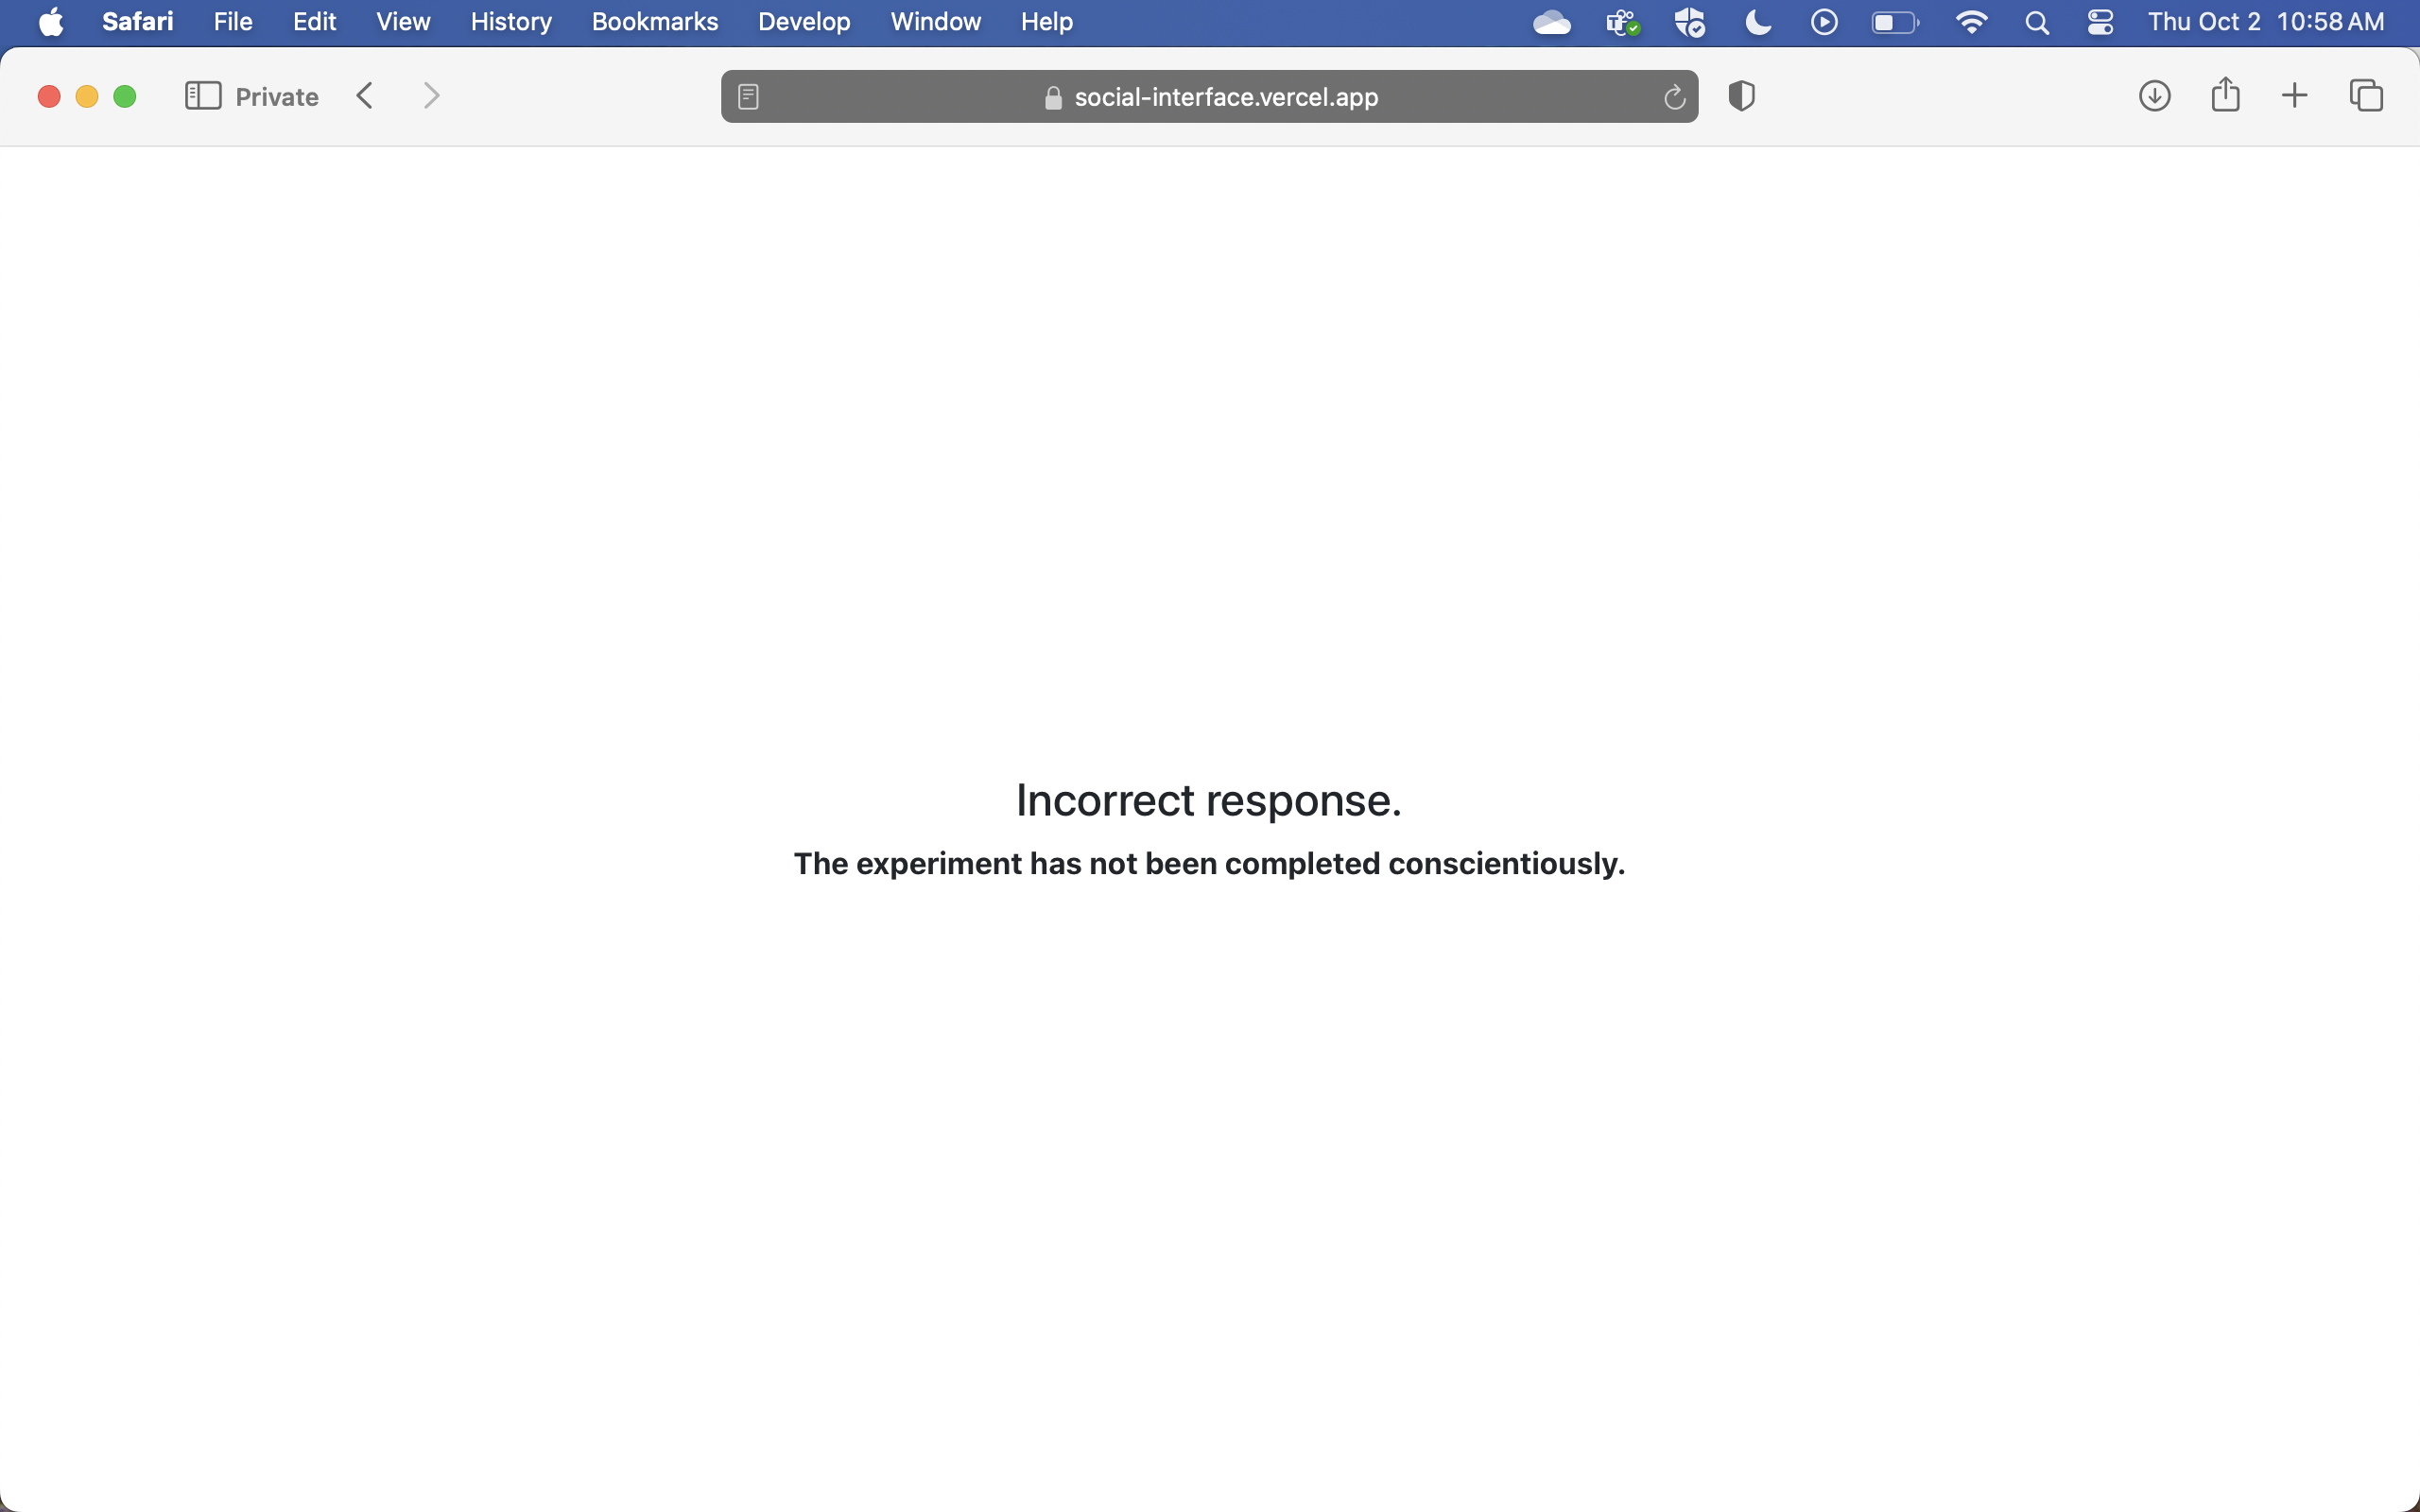 Safari File Edit View History Bookmarks Develop Window Help Thu Oct 2 10:58 AM
Private social-interface.vercel.app
Incorrect response.
The experiment has not been completed conscientiously.